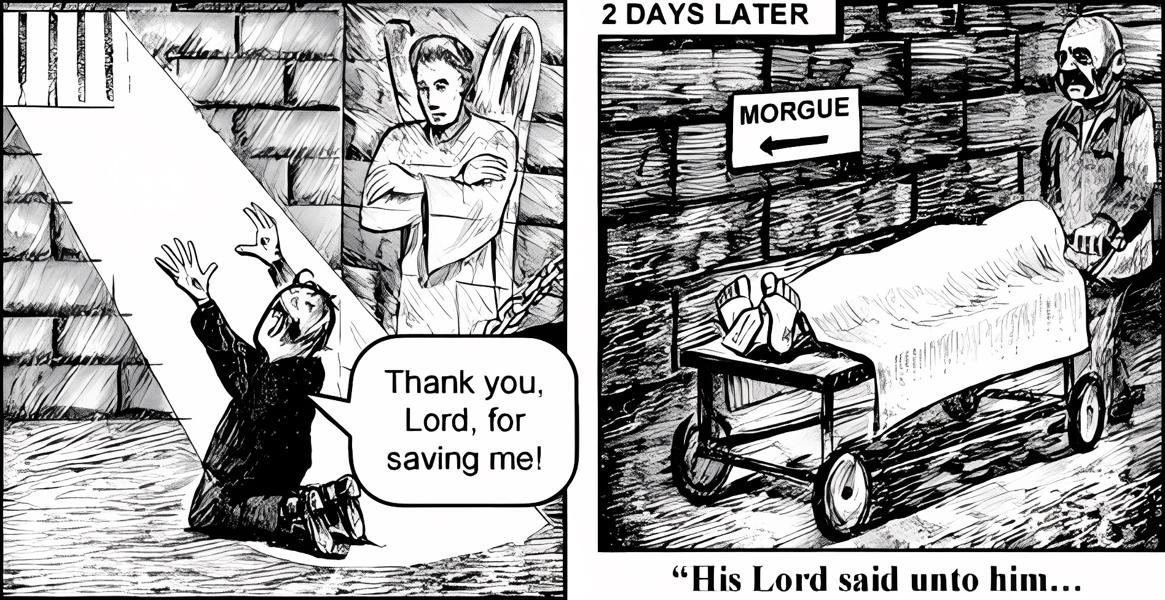 Thank you,
Lord, for
saving me!
2 DAYS LATER
MORGUE
“His Lord said unto him...